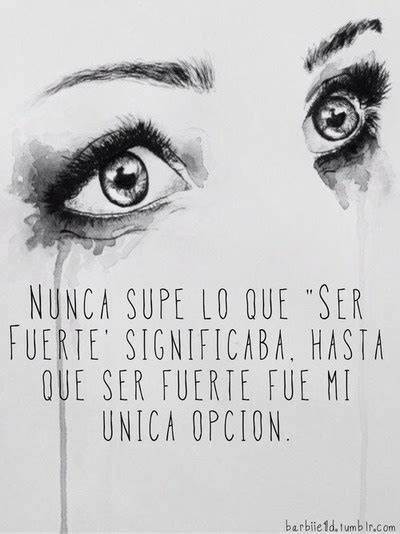 NUNCA SUPE LO QUE "SER
FUERTE' SIGNIFICABA, HASTA
QUE SER FUERTE FUE MI
UNICA OPCION.
barbiie1d.tumblr.com